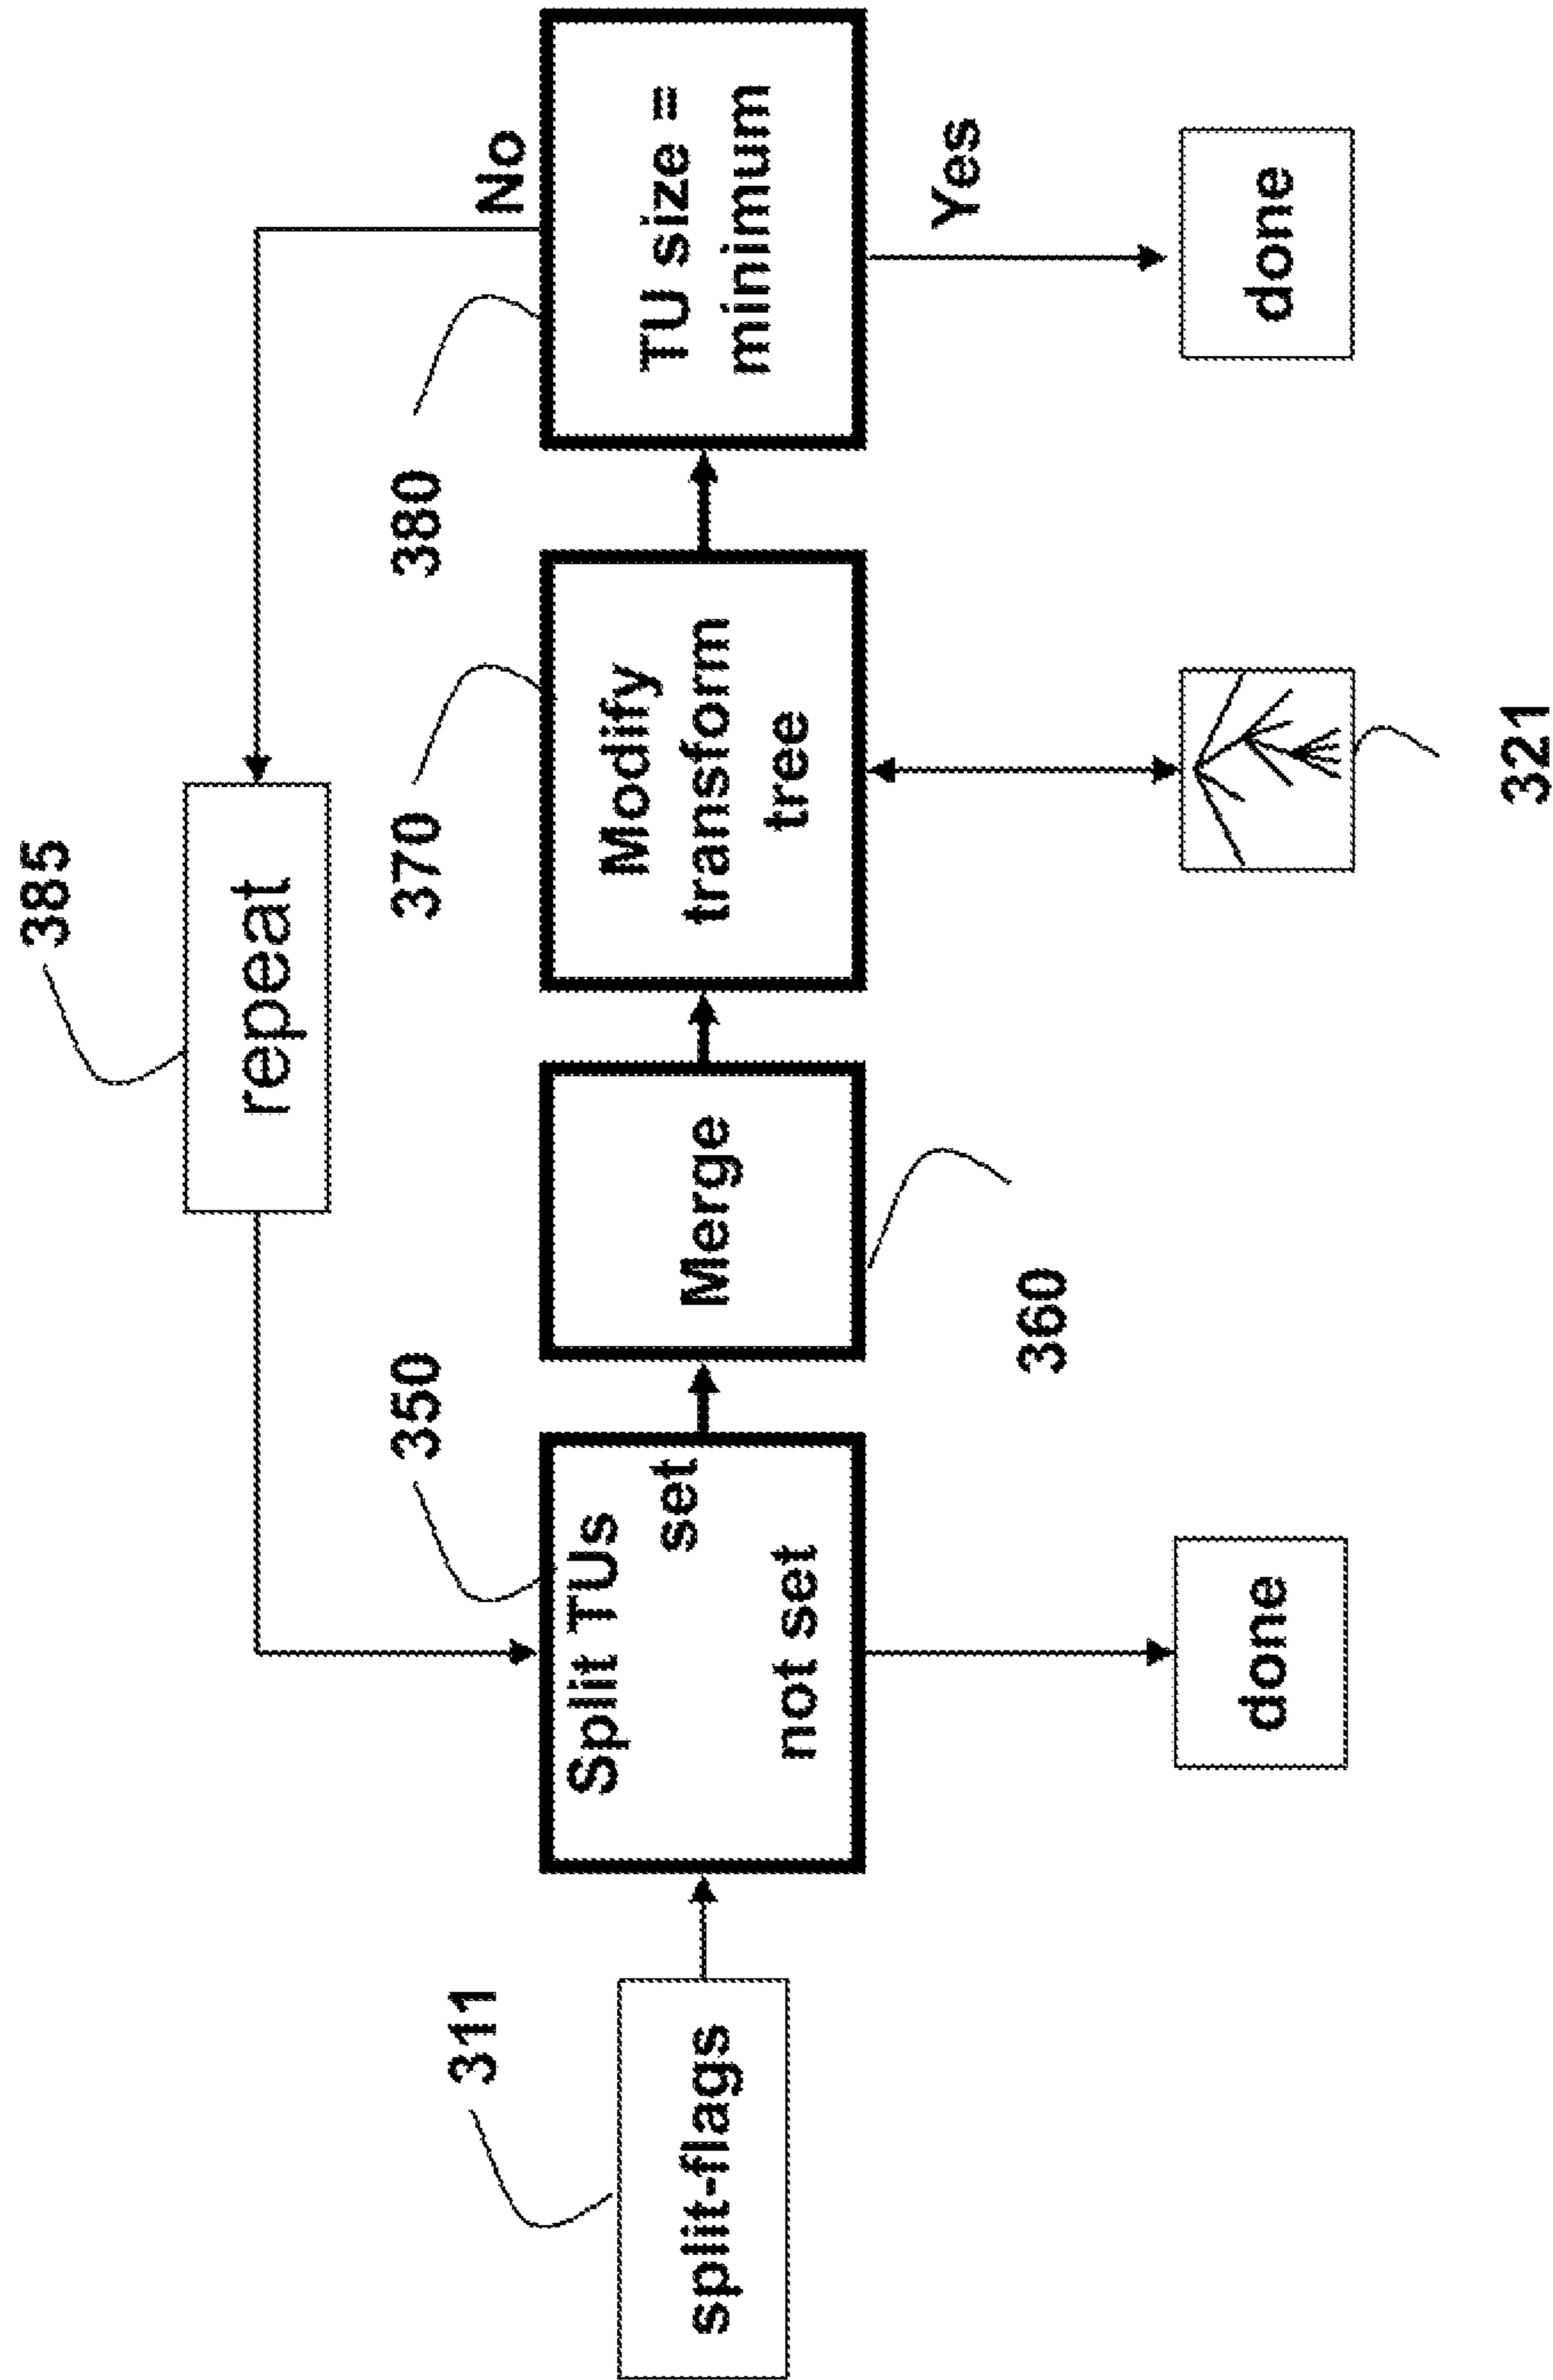 385
repeat
No
311
350
370
380
split-flags
Split TUs
set
not set
Merge
Modify
transform
tree
TU size =
minimum
360
Yes
done
done
321